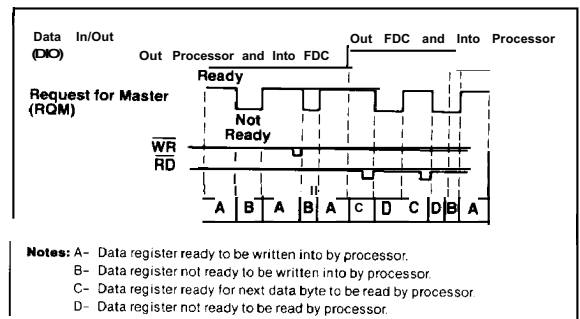 Data In/Out
(DIO)
Out FDC and Into Processor
Out Processor and Into FDC
Ready
Request for Master
(RQM)
Not
Ready
WR
RD
A B A B A C D C D B A
Notes: A- Data register ready to be written into by processor.
B- Data register not ready to be written into by processor.
C- Data register ready for next data byte to be read by processor.
D- Data register not ready to be read by processor.